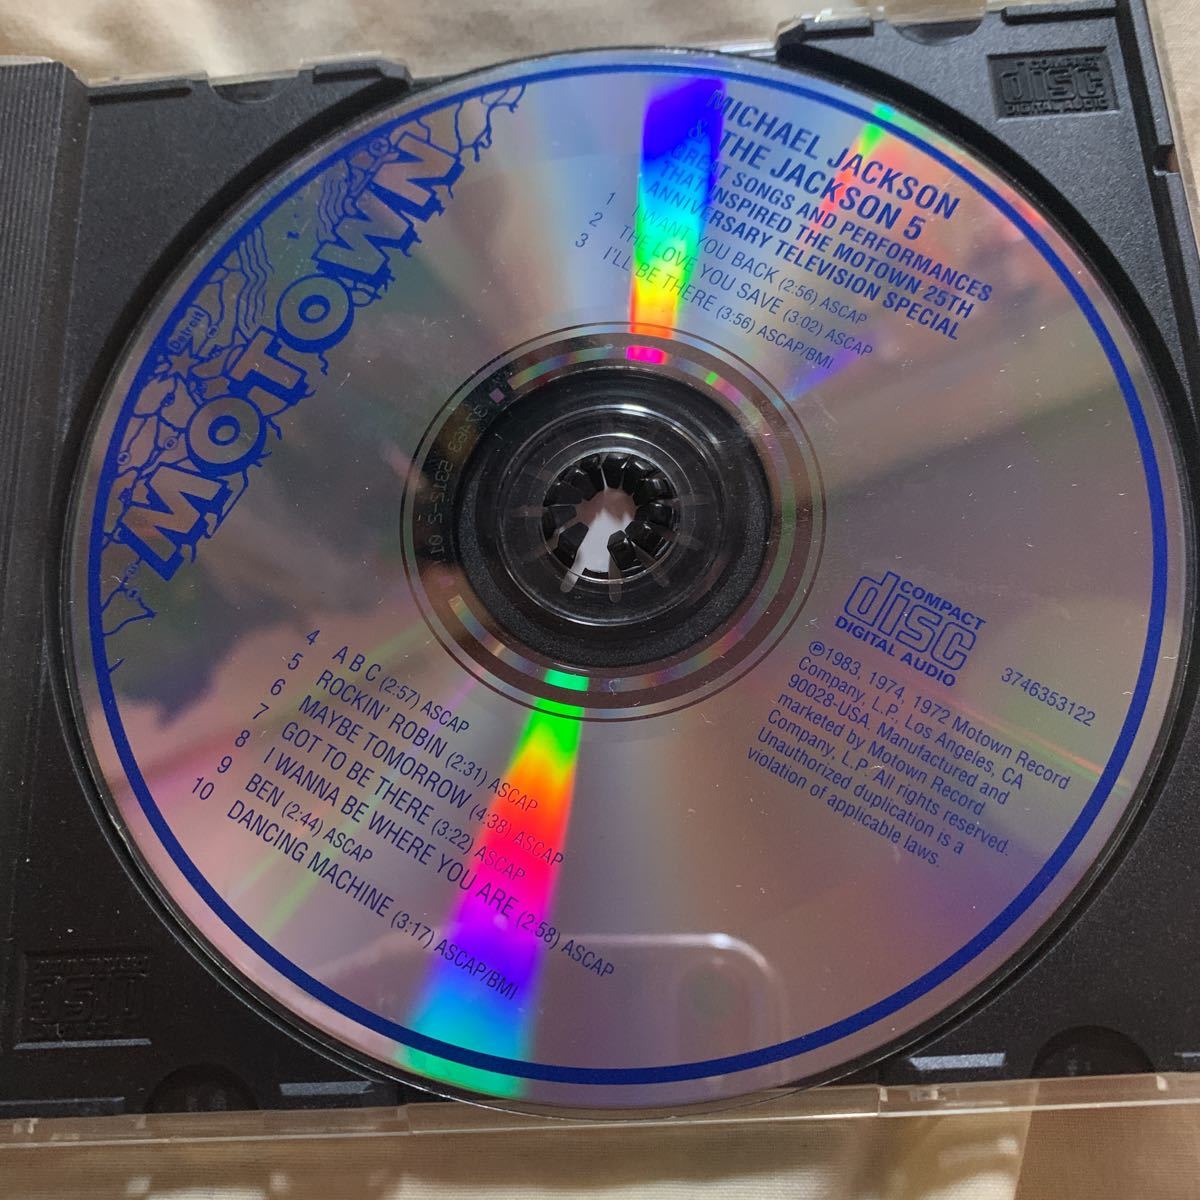 MOTOWN
Detroit
MICHAEL JACKSON
& THE JACKSON 5
GREAT SONGS AND PERFORMANCES
THAT INSPIRED THE MOTOWN 25TH
ANNIVERSARY TELEVISION SPECIAL
1 I WANT YOU BACK (2:56) ASCAP
2 THE LOVE YOU SAVE (3:02) ASCAP
3 I'LL BE THERE (3:56) ASCAP/BMI
4 A B C (2:57) ASCAP
5 ROCKIN' ROBIN (2:31) ASCAP
6 MAYBE TOMORROW (4:38) ASCAP
7 GOT TO BE THERE (3:22) ASCAP
8 I WANNA BE WHERE YOU ARE (2:58) ASCAP
9 BEN (2:44) ASCAP
10 DANCING MACHINE (3:17) ASCAP/BMI
COMPACT
disc
DIGITAL AUDIO
3746353122
℗1983, 1974, 1972 Motown Record
Company, L.P. Los Angeles, CA
90028-USA. Manufactured and
marketed by Motown Record
Company, L.P. All rights reserved.
Unauthorized duplication is a
violation of applicable laws.
COMPACT
disc
DIGITAL AUDIO